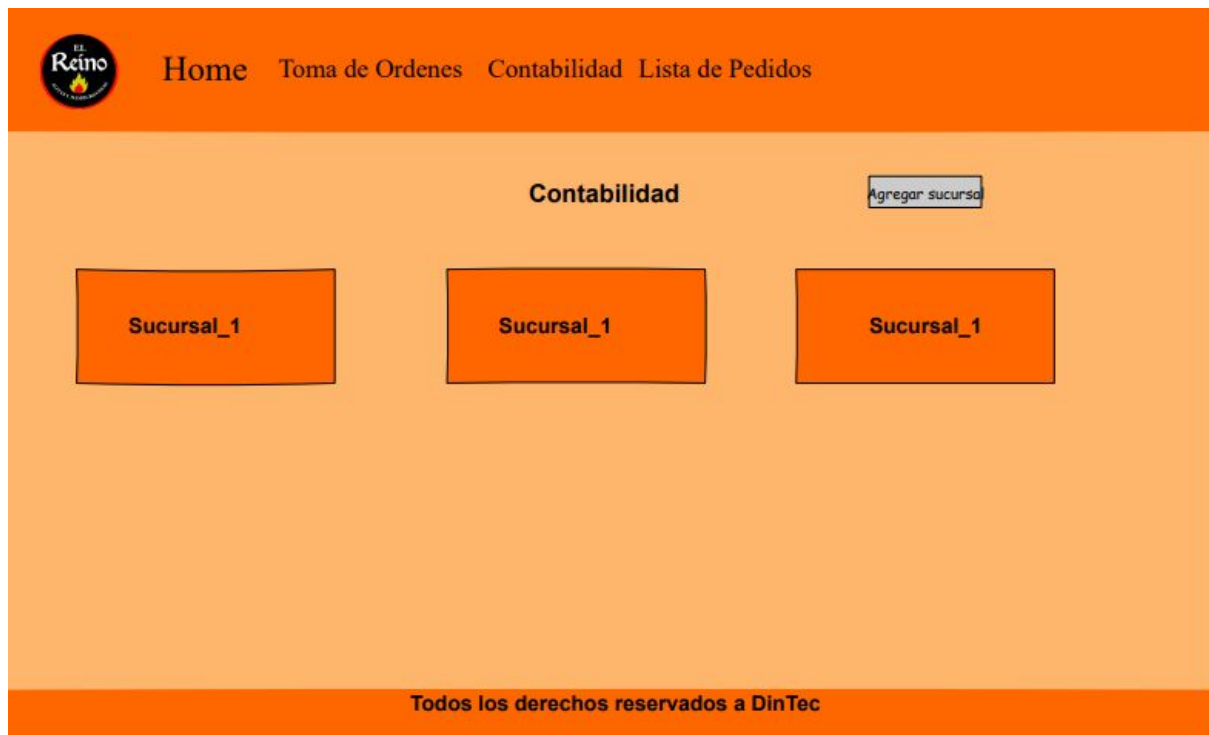 EL
Reino
Home Toma de Ordenes Contabilidad Lista de Pedidos
Contabilidad
Agregar sucursal
Sucursal_1
Sucursal_1
Sucursal_1
Todos los derechos reservados a DinTec